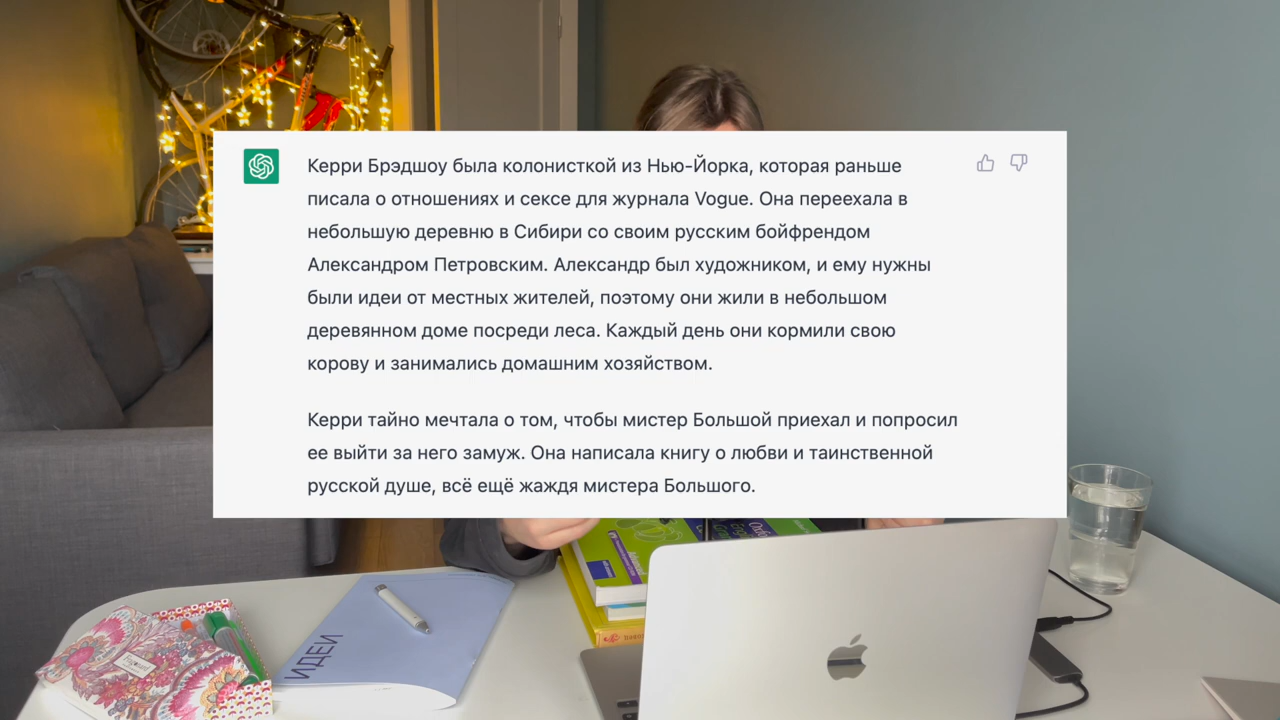 Керри Брэдшоу была колонисткой из Нью-Йорка, которая раньше
писала о отношениях и сексе для журнала Vogue. Она переехала в
небольшую деревню в Сибири со своим русским бойфрендом
Александром Петровским. Александр был художником, и ему нужны
были идеи от местных жителей, поэтому они жили в небольшом
деревянном доме посреди леса. Каждый день они кормили свою
корову и занимались домашним хозяйством.
Керри тайно мечтала о том, чтобы мистер Большой приехал и попросил
ее выйти за него замуж. Она написала книгу о любви и таинственной
русской душе, всё ещё жаждя мистера Большого.
ИДЕИ